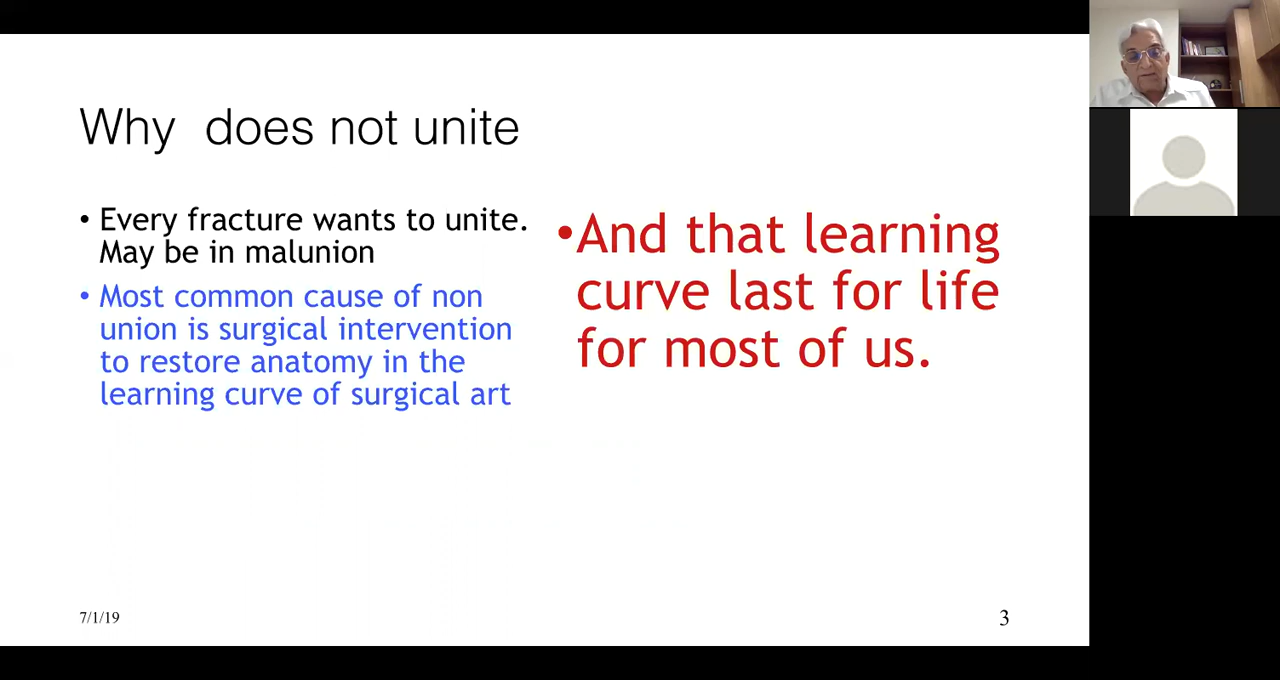 Why does not unite
• Every fracture wants to unite.
May be in malunion
• Most common cause of non
union is surgical intervention
to restore anatomy in the
learning curve of surgical art
•And that learning
curve last for life
for most of us.
7/1/19
3